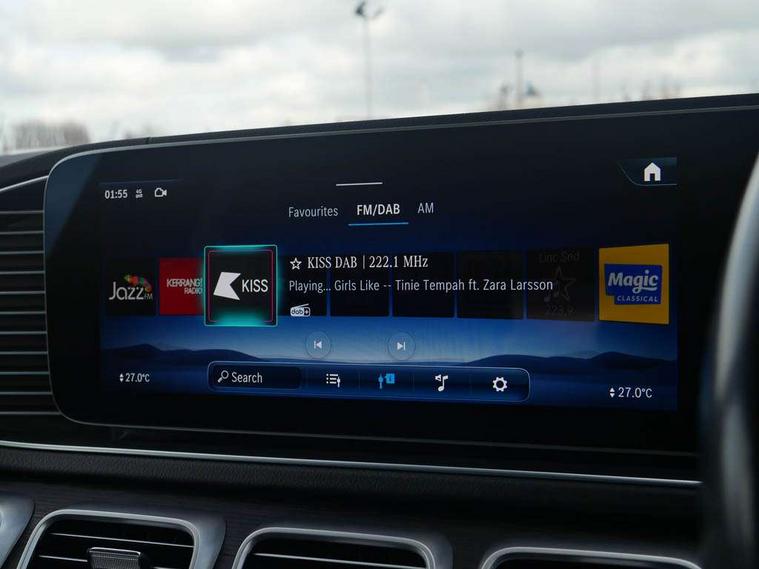 01:55 4G
Favourites FM/DAB AM
JAZZ FM
KERRANG!
RADIO
KISS
☆ KISS DAB | 222.1 MHz
Playing... Girls Like -- Tinie Tempah ft. Zara Larsson
dab
Magic
CLASSICAL
27.0°C
Search
27.0°C